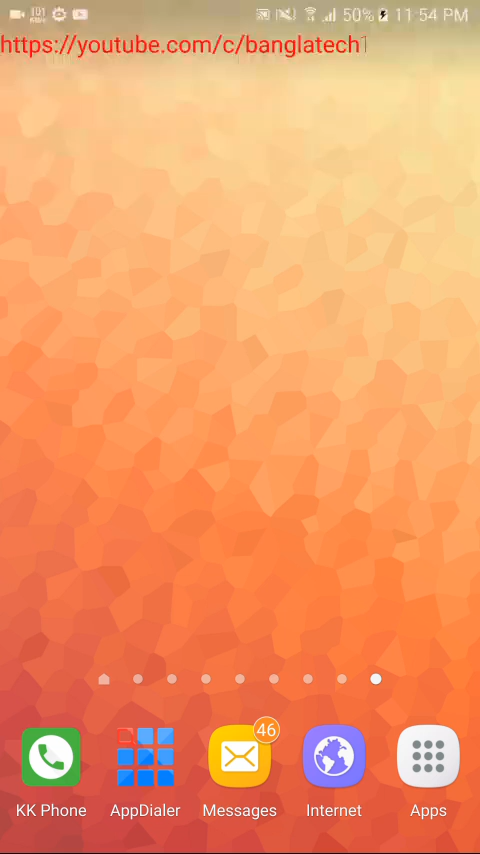 50% 11:54 PM
https://youtube.com/c/banglatech1
46
KK Phone AppDialer Messages Internet Apps